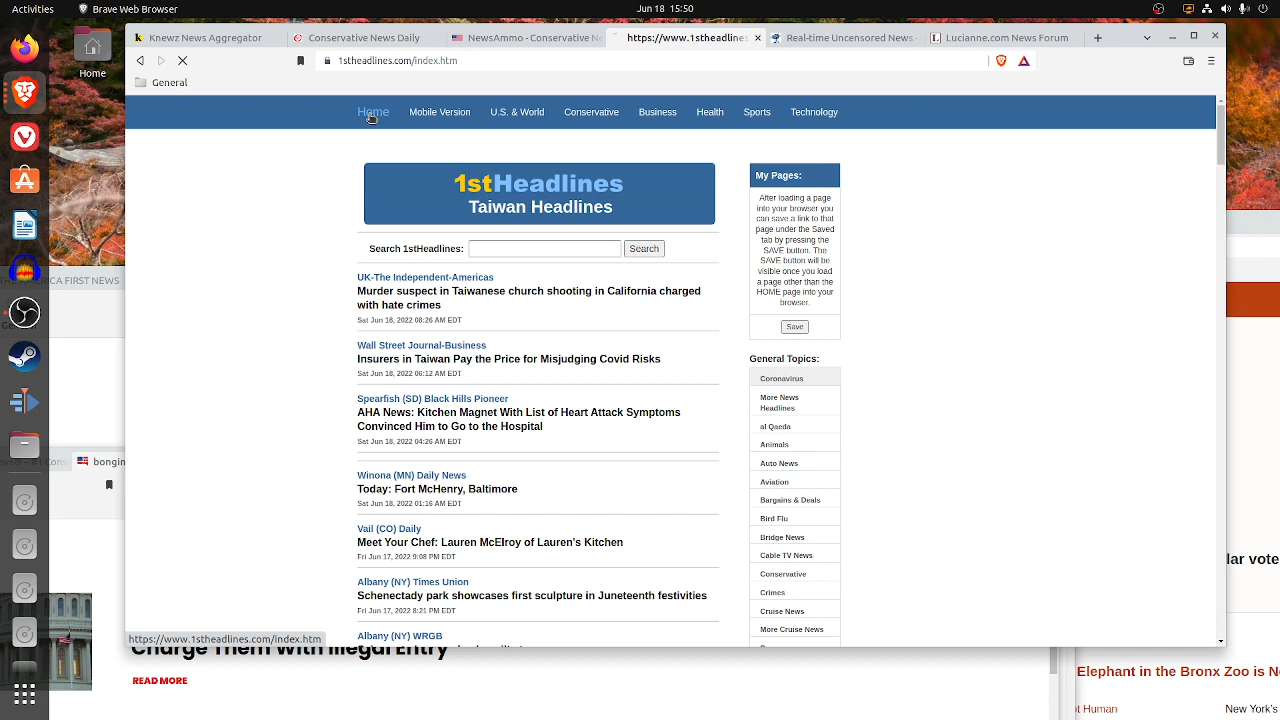 Activities
Brave Web Browser
Jun 18 15:50
Home
Knewz News Aggregator
Conservative News Daily
NewsAmmo - Conservative Ne
https://www.1stheadlines
Real-time Uncensored News -
Lucianne.com News Forum
1stheadlines.com/index.htm
General
Home
Mobile Version
U.S. & World
Conservative
Business
Health
Sports
Technology
1stHeadlines
Taiwan Headlines
Search 1stHeadlines:
Search
UK-The Independent-Americas
Murder suspect in Taiwanese church shooting in California charged
with hate crimes
Sat Jun 18, 2022 08:26 AM EDT
Wall Street Journal-Business
Insurers in Taiwan Pay the Price for Misjudging Covid Risks
Sat Jun 18, 2022 06:12 AM EDT
Spearfish (SD) Black Hills Pioneer
AHA News: Kitchen Magnet With List of Heart Attack Symptoms
Convinced Him to Go to the Hospital
Sat Jun 18, 2022 04:26 AM EDT
Winona (MN) Daily News
Today: Fort McHenry, Baltimore
Sat Jun 18, 2022 01:16 AM EDT
Vail (CO) Daily
Meet Your Chef: Lauren McElroy of Lauren's Kitchen
Fri Jun 17, 2022 9:08 PM EDT
Albany (NY) Times Union
Schenectady park showcases first sculpture in Juneteenth festivities
Fri Jun 17, 2022 8:21 PM EDT
Albany (NY) WRGB
My Pages:
After loading a page
into your browser you
can save a link to that
page under the Saved
tab by pressing the
SAVE button. The
SAVE button will be
visible once you load
a page other than the
HOME page into your
browser.
Save
General Topics:
Coronavirus
More News
Headlines
al Qaeda
Animals
Auto News
Aviation
Bargains & Deals
Bird Flu
Bridge News
Cable TV News
Conservative
Crimes
Cruise News
More Cruise News
https://www.1stheadlines.com/index.htm
AMERICA FIRST NEWS
bongin
Charge Them With Illegal Entry
READ MORE
lar vote
Elephant in the Bronx Zoo is N
ot Human
New York's